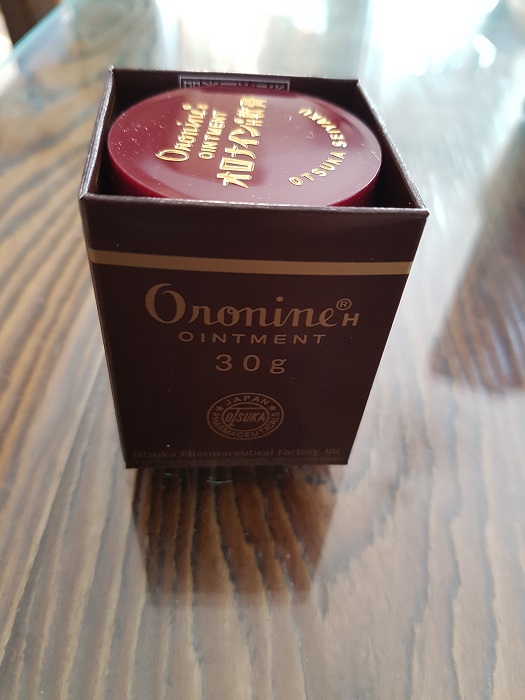 Oronine H
OINTMENT
オロナインH軟膏
OTSUKA SEIYAKU
Oronine® H
OINTMENT
30g
JAPAN
OTSUKA
PHARMACEUTICALS
Otsuka Pharmaceutical Factory, Inc.